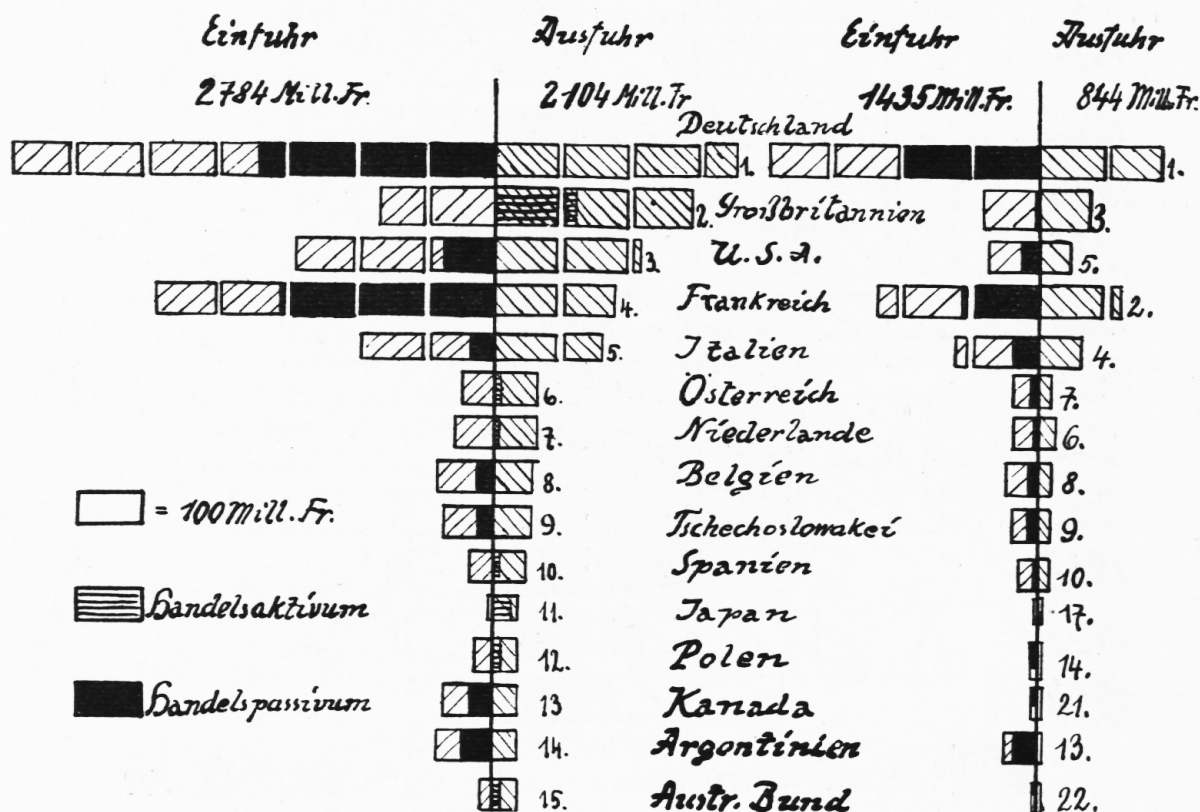 Einfuhr Ausfuhr Einfuhr Ausfuhr
2784 Mill. Fr. 2104 Mill. Fr 1435 Mill. Fr. 844 Mill. Fr.
Deutschland
1. 1.
2. Großbritannien 3.
3. U.S.A. 5.
4. Frankreich 2.
5. Italien 4.
6. Österreich 7.
7. Niederlande 6.
8. Belgien 8.
= 100 Mill. Fr.
9. Tschechoslowakei 9.
10. Spanien 10.
Handelsaktivum
11. Japan 17.
12. Polen 14.
Handelspassivum
13 Kanada 21.
14. Argontinien 13.
15. Austr. Bund 22.